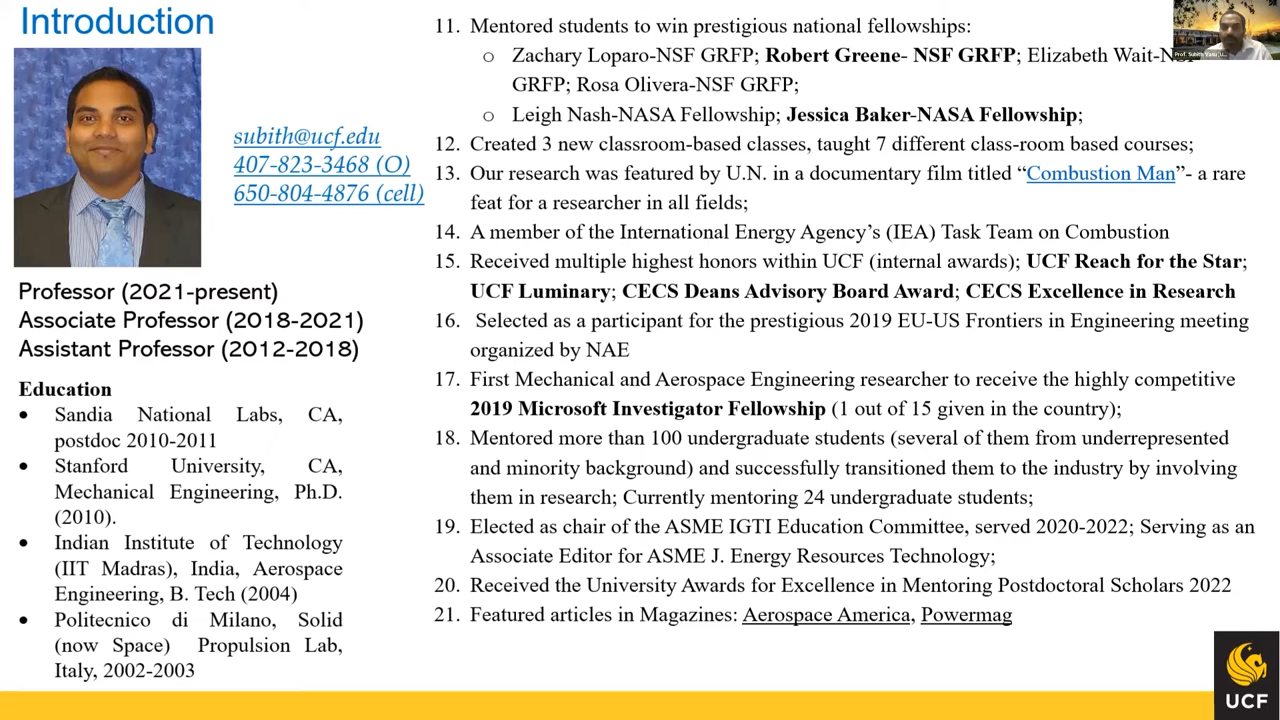 Introduction
subith@ucf.edu
407-823-3468 (O)
650-804-4876 (cell)
Professor (2021-present)
Associate Professor (2018-2021)
Assistant Professor (2012-2018)
Education
• Sandia National Labs, CA,
postdoc 2010-2011
• Stanford University, CA,
Mechanical Engineering, Ph.D.
(2010).
• Indian Institute of Technology
(IIT Madras), India, Aerospace
Engineering, B. Tech (2004)
• Politecnico di Milano, Solid
(now Space) Propulsion Lab,
Italy, 2002-2003
11. Mentored students to win prestigious national fellowships:
o Zachary Loparo-NSF GRFP; Robert Greene- NSF GRFP; Elizabeth Wait-NSF
GRFP; Rosa Olivera-NSF GRFP;
o Leigh Nash-NASA Fellowship; Jessica Baker-NASA Fellowship;
12. Created 3 new classroom-based classes, taught 7 different class-room based courses;
13. Our research was featured by U.N. in a documentary film titled “Combustion Man”- a rare
feat for a researcher in all fields;
14. A member of the International Energy Agency’s (IEA) Task Team on Combustion
15. Received multiple highest honors within UCF (internal awards); UCF Reach for the Star;
UCF Luminary; CECS Deans Advisory Board Award; CECS Excellence in Research
16. Selected as a participant for the prestigious 2019 EU-US Frontiers in Engineering meeting
organized by NAE
17. First Mechanical and Aerospace Engineering researcher to receive the highly competitive
2019 Microsoft Investigator Fellowship (1 out of 15 given in the country);
18. Mentored more than 100 undergraduate students (several of them from underrepresented
and minority background) and successfully transitioned them to the industry by involving
them in research; Currently mentoring 24 undergraduate students;
19. Elected as chair of the ASME IGTI Education Committee, served 2020-2022; Serving as an
Associate Editor for ASME J. Energy Resources Technology;
20. Received the University Awards for Excellence in Mentoring Postdoctoral Scholars 2022
21. Featured articles in Magazines: Aerospace America, Powermag
Prof. Subith Vasu
UCF